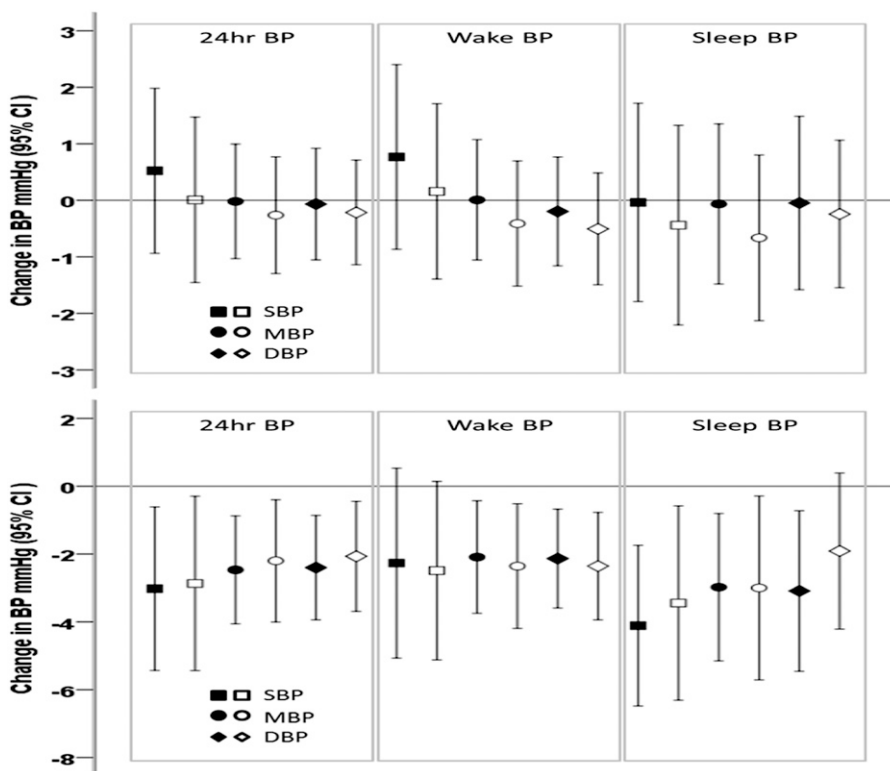 3
24hr BP Wake BP Sleep BP
2
1
0
-1
-2
-3
Change in BP mmHg (95% CI)
SBP
MBP
DBP
2
24hr BP Wake BP Sleep BP
0
-2
-4
-6
-8
Change in BP mmHg (95% CI)
SBP
MBP
DBP